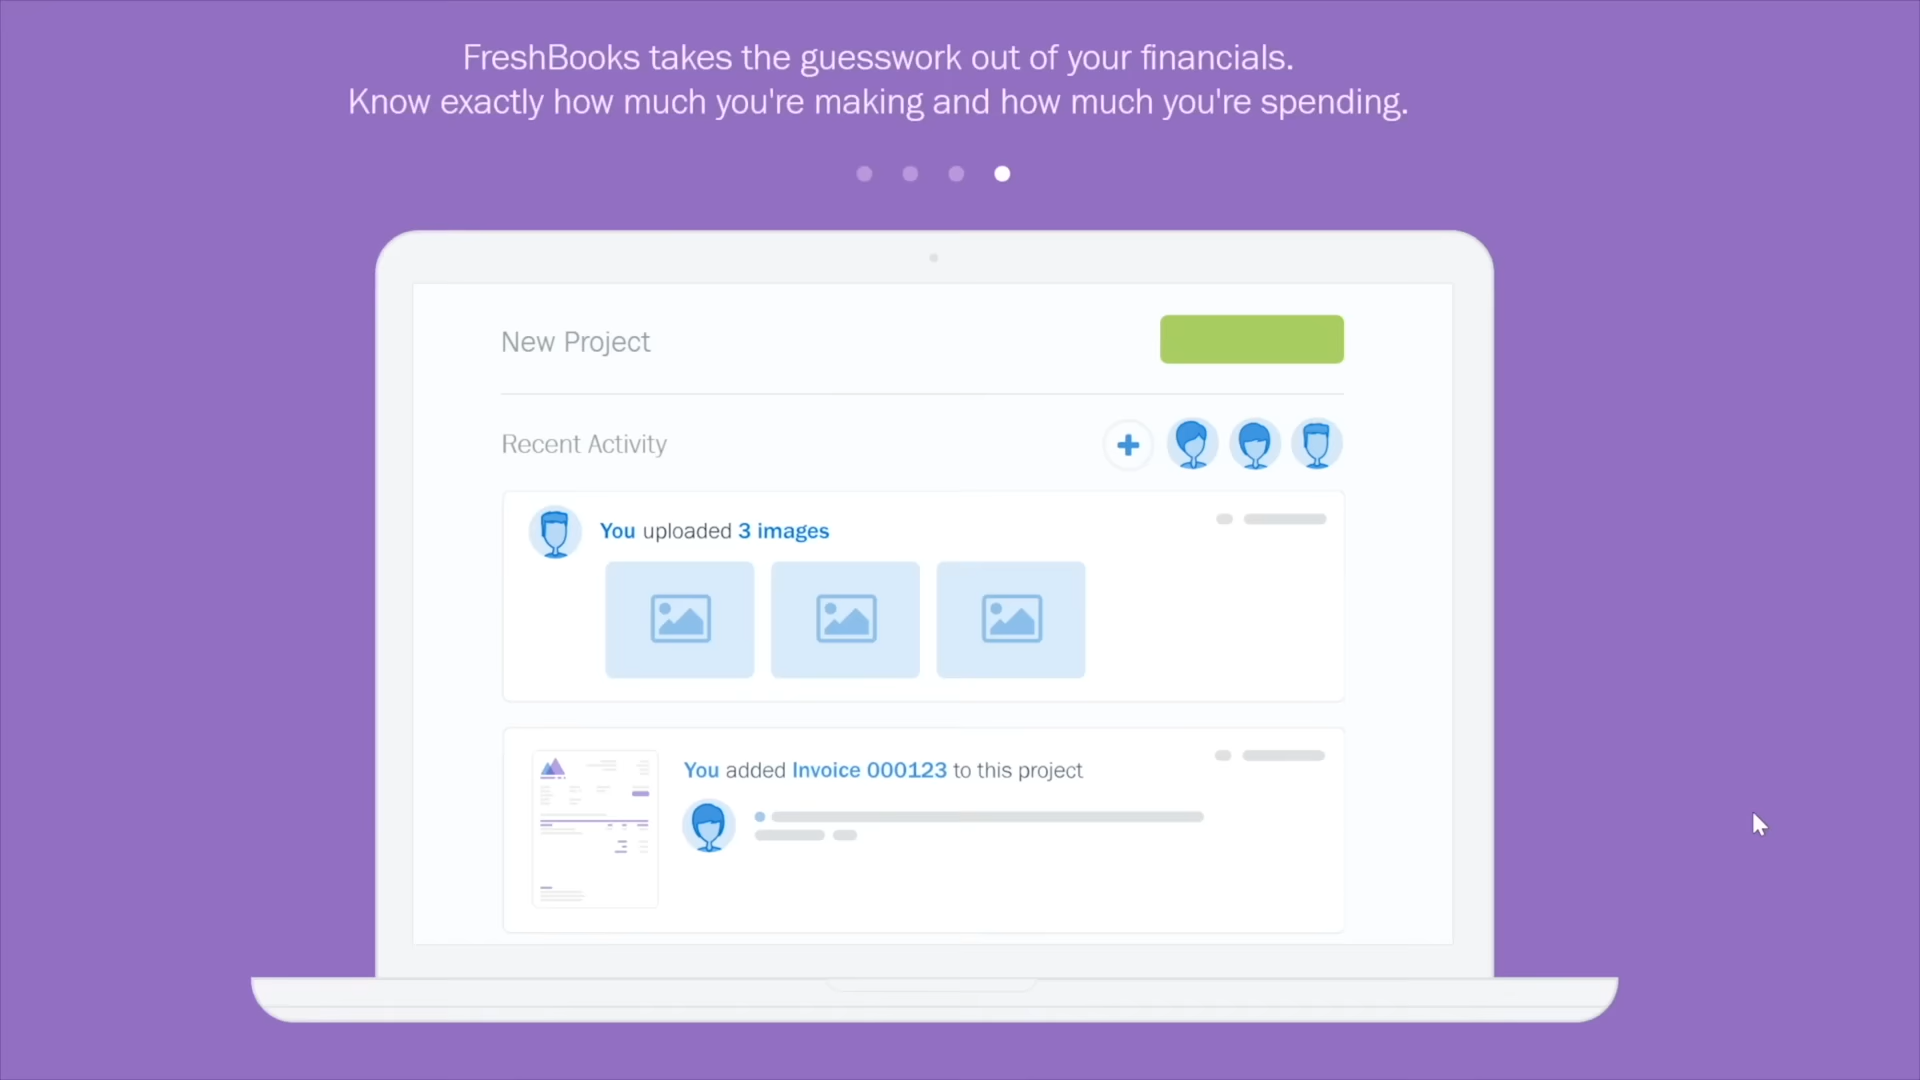 FreshBooks takes the guesswork out of your financials.
Know exactly how much you're making and how much you're spending.
New Project
Recent Activity
You uploaded 3 images
You added Invoice 000123 to this project